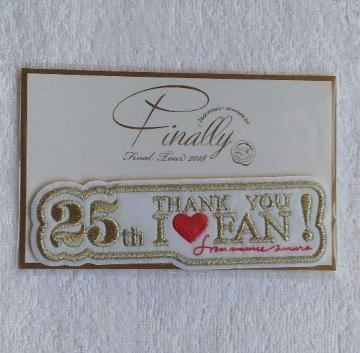 namie amuro
Finally
Final Tour 2018
25th THANK YOU
I ❤ FAN!
from namie amuro